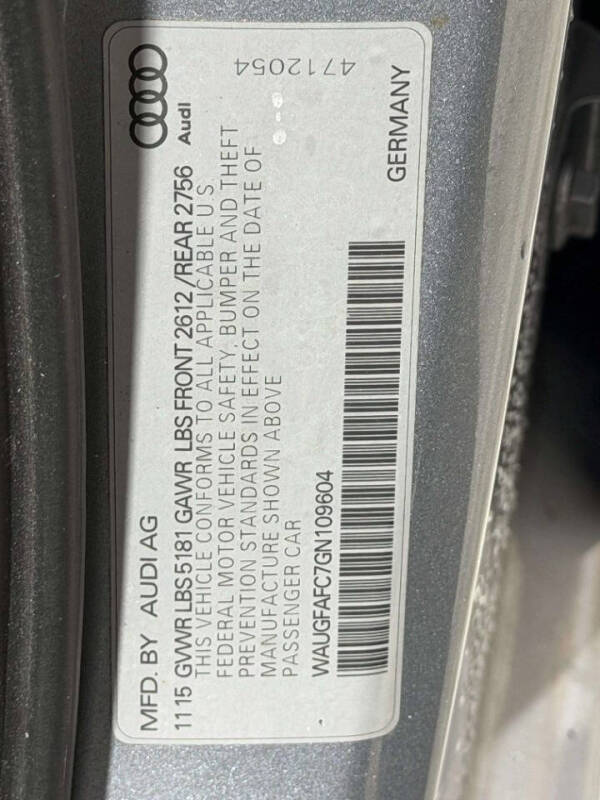 Audi
MFD. BY AUDI AG
11 15 GVWR LBS 5181 GAWR LBS FRONT 2612 /REAR 2756
THIS VEHICLE CONFORMS TO ALL APPLICABLE U.S.
FEDERAL MOTOR VEHICLE SAFETY, BUMPER AND THEFT
PREVENTION STANDARDS IN EFFECT ON THE DATE OF
MANUFACTURE SHOWN ABOVE
PASSENGER CAR
WAUGFAFC7GN109604
GERMANY
4712054